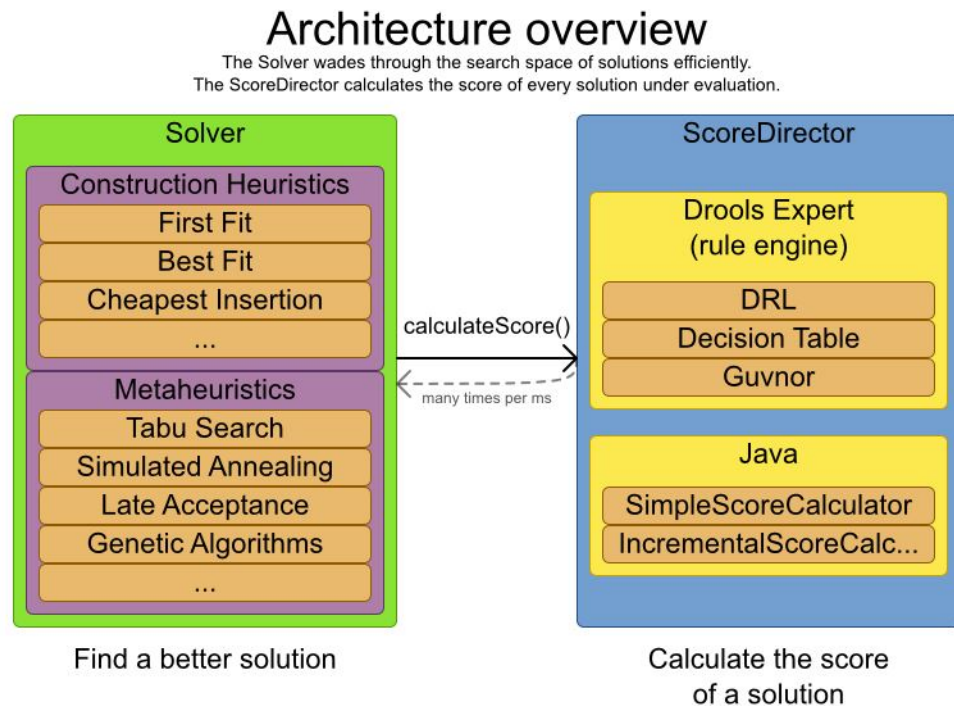 Architecture overview
The Solver wades through the search space of solutions efficiently.
The ScoreDirector calculates the score of every solution under evaluation.
Solver
Construction Heuristics
First Fit
Best Fit
Cheapest Insertion
...
Metaheuristics
Tabu Search
Simulated Annealing
Late Acceptance
Genetic Algorithms
...
Find a better solution
calculateScore()
many times per ms
ScoreDirector
Drools Expert
(rule engine)
DRL
Decision Table
Guvnor
Java
SimpleScoreCalculator
IncrementalScoreCalc...
Calculate the score
of a solution